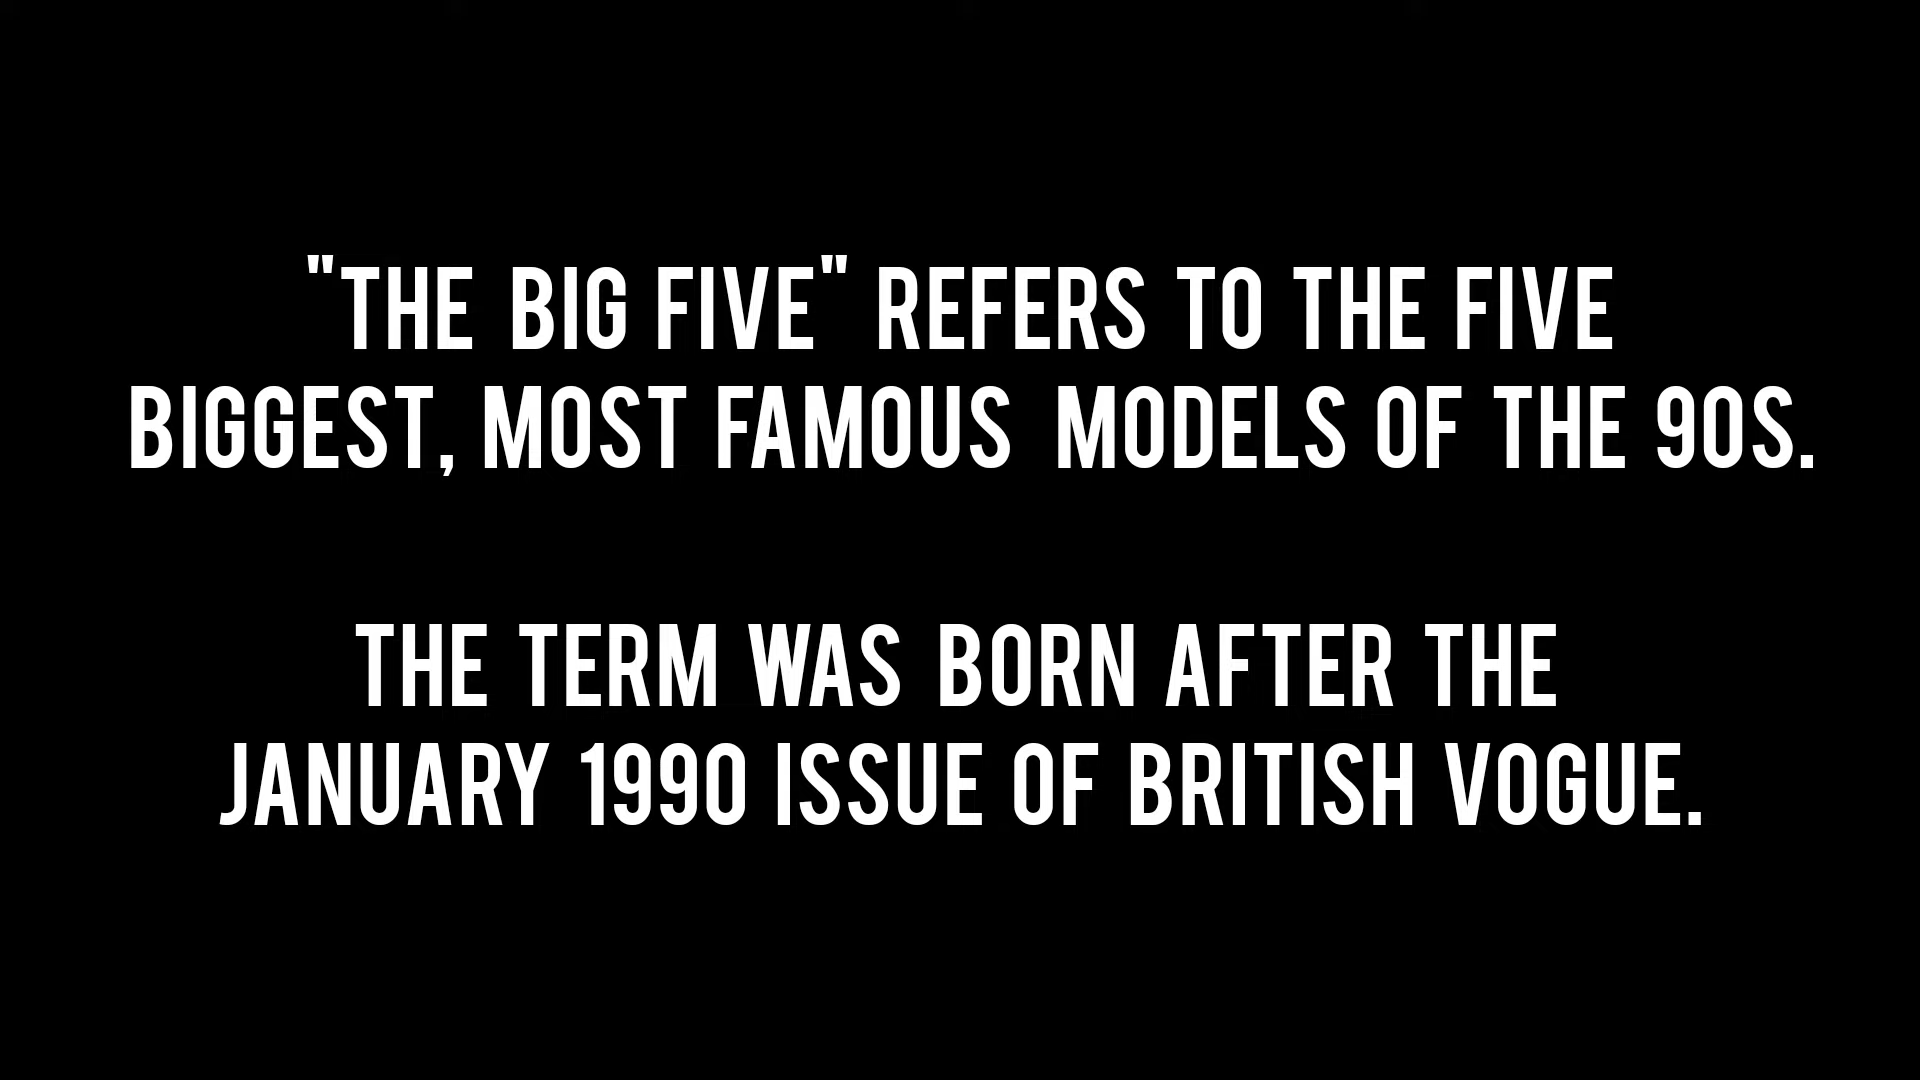 "THE BIG FIVE" REFERS TO THE FIVE
BIGGEST, MOST FAMOUS MODELS OF THE 90S.
THE TERM WAS BORN AFTER THE
JANUARY 1990 ISSUE OF BRITISH VOGUE.